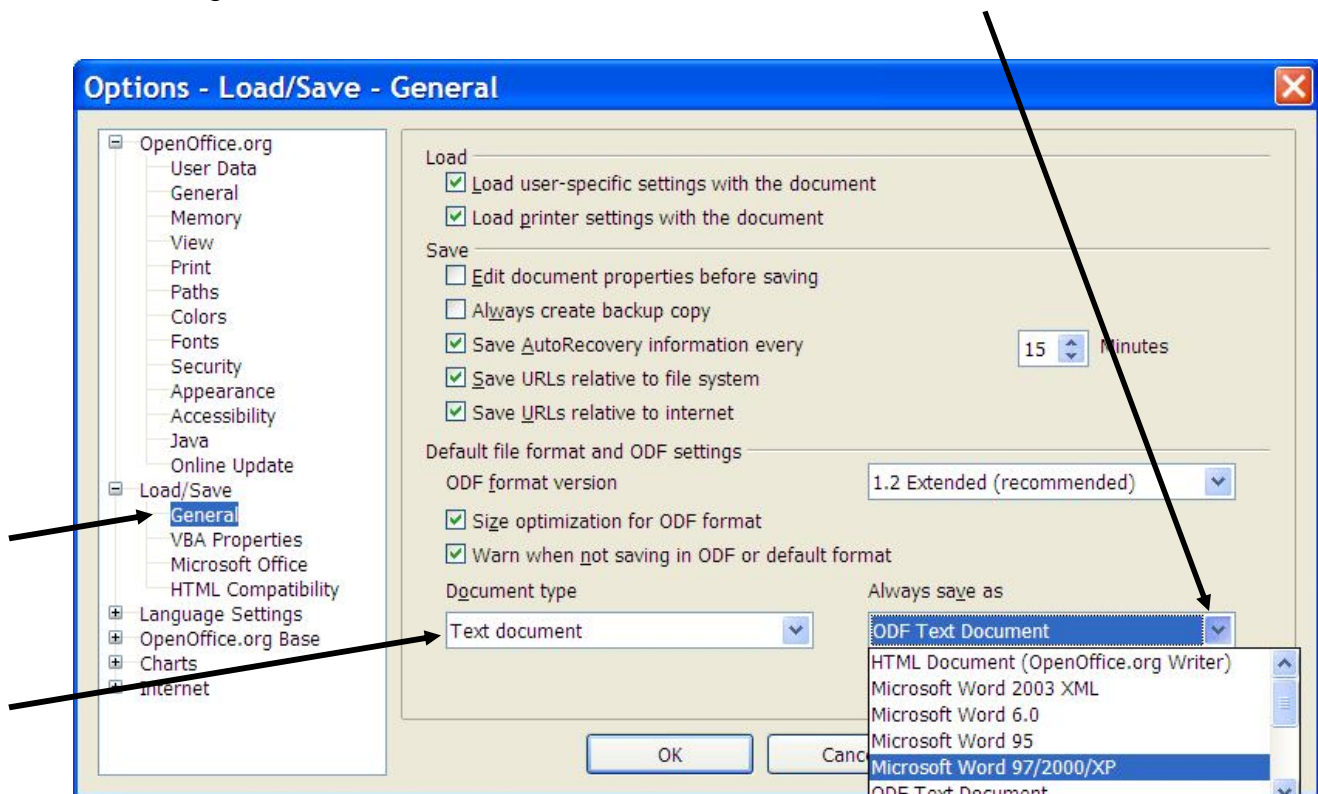 Options - Load/Save - General
OpenOffice.org
User Data
General
Memory
View
Print
Paths
Colors
Fonts
Security
Appearance
Accessibility
Java
Online Update
Load/Save
General
VBA Properties
Microsoft Office
HTML Compatibility
Language Settings
OpenOffice.org Base
Charts
Internet
Load
Load user-specific settings with the document
Load printer settings with the document
Save
Edit document properties before saving
Always create backup copy
Save AutoRecovery information every 15 Minutes
Save URLs relative to file system
Save URLs relative to internet
Default file format and ODF settings
ODF format version 1.2 Extended (recommended)
Size optimization for ODF format
Warn when not saving in ODF or default format
Document type Always save as
Text document ODF Text Document
HTML Document (OpenOffice.org Writer)
Microsoft Word 2003 XML
Microsoft Word 6.0
Microsoft Word 95
Microsoft Word 97/2000/XP
ODF Text Document
OK Canc